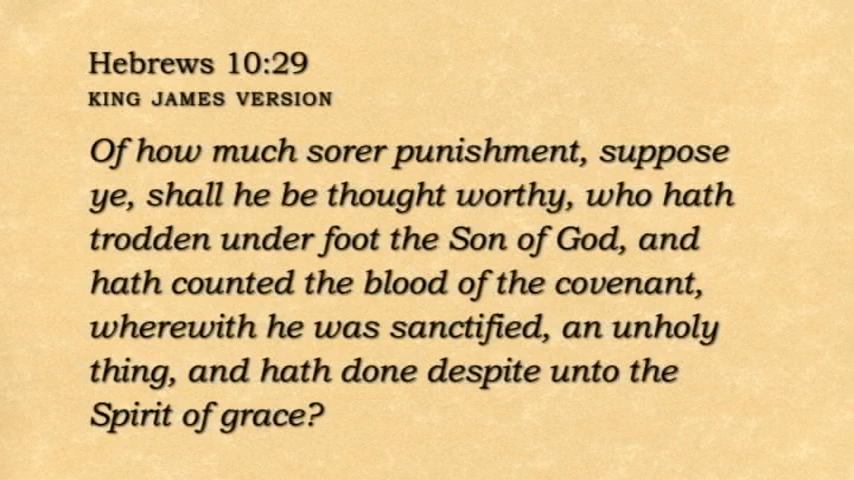 Hebrews 10:29
KING JAMES VERSION
Of how much sorer punishment, suppose
ye, shall he be thought worthy, who hath
trodden under foot the Son of God, and
hath counted the blood of the covenant,
wherewith he was sanctified, an unholy
thing, and hath done despite unto the
Spirit of grace?